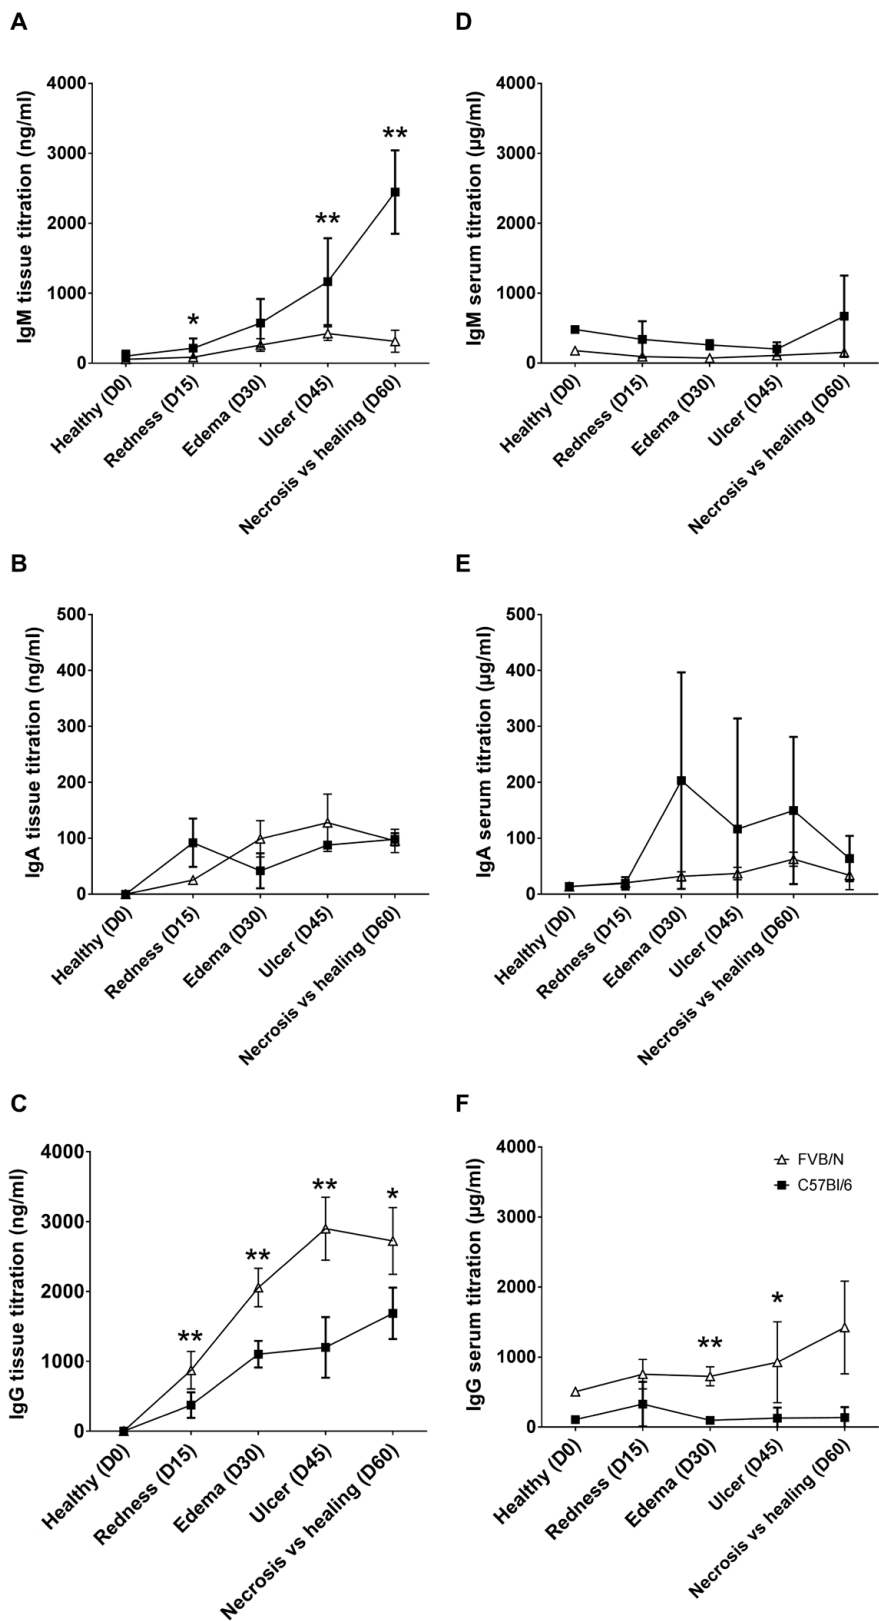 A
IgM tissue titration (ng/ml)
4000
3000
2000
1000
0
*
**
**
Healthy (D0)
Redness (D15)
Edema (D30)
Ulcer (D45)
Necrosis vs healing (D60)
D
IgM serum titration (µg/ml)
4000
3000
2000
1000
0
Healthy (D0)
Redness (D15)
Edema (D30)
Ulcer (D45)
Necrosis vs healing (D60)
B
IgA tissue titration (ng/ml)
500
400
300
200
100
0
Healthy (D0)
Redness (D15)
Edema (D30)
Ulcer (D45)
Necrosis vs healing (D60)
E
IgA serum titration (µg/ml)
500
400
300
200
100
0
Healthy (D0)
Redness (D15)
Edema (D30)
Ulcer (D45)
Necrosis vs healing (D60)
C
IgG tissue titration (ng/ml)
4000
3000
2000
1000
0
**
**
**
*
Healthy (D0)
Redness (D15)
Edema (D30)
Ulcer (D45)
Necrosis vs healing (D60)
F
IgG serum titration (µg/ml)
4000
3000
2000
1000
0
FVB/N
C57Bl/6
**
*
Healthy (D0)
Redness (D15)
Edema (D30)
Ulcer (D45)
Necrosis vs healing (D60)